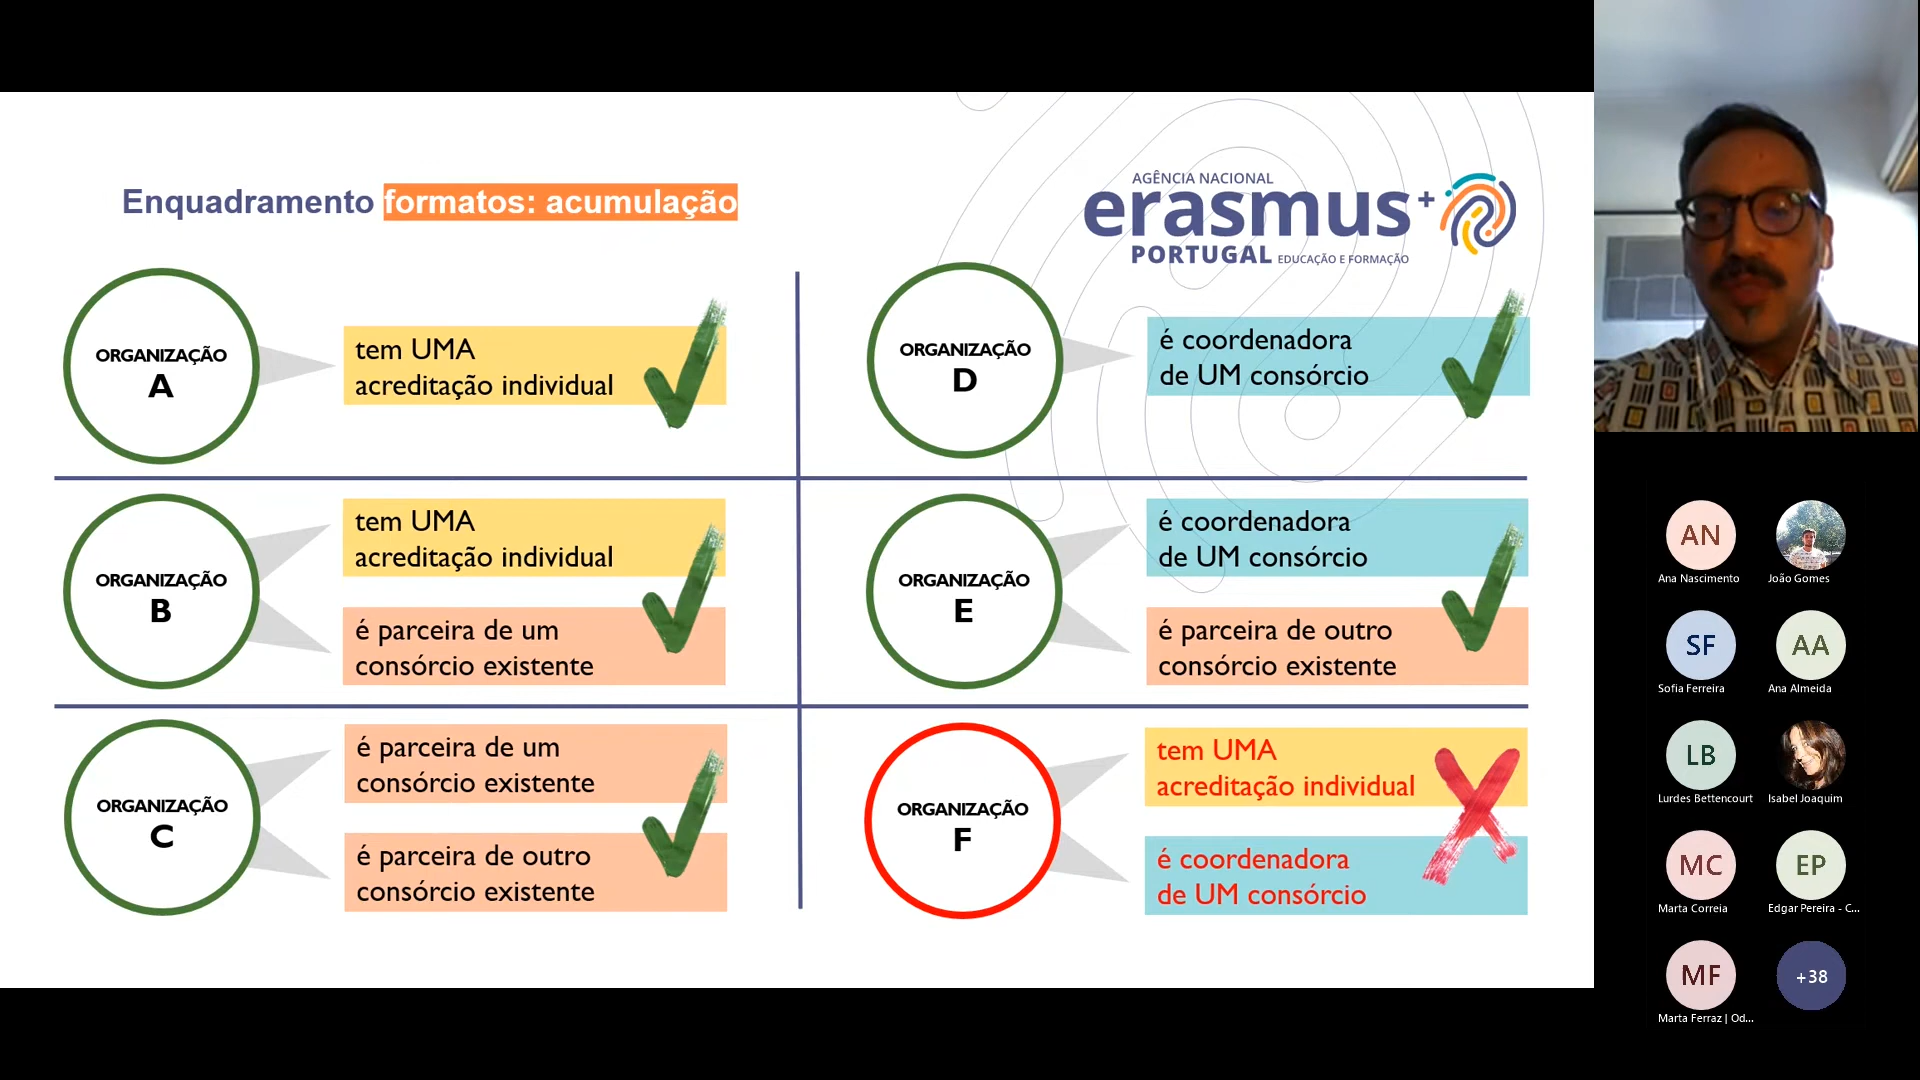 Enquadramento formatos: acumulação
AGÊNCIA NACIONAL
erasmus+
PORTUGAL EDUCAÇÃO E FORMAÇÃO
ORGANIZAÇÃO
A
tem UMA
acreditação individual
ORGANIZAÇÃO
D
é coordenadora
de UM consórcio
ORGANIZAÇÃO
B
tem UMA
acreditação individual
é parceira de um
consórcio existente
ORGANIZAÇÃO
E
é coordenadora
de UM consórcio
é parceira de outro
consórcio existente
ORGANIZAÇÃO
C
é parceira de um
consórcio existente
é parceira de outro
consórcio existente
ORGANIZAÇÃO
F
tem UMA
acreditação individual
é coordenadora
de UM consórcio
AN
Ana Nascimento
João Gomes
SF
Sofia Ferreira
AA
Ana Almeida
LB
Lurdes Bettencourt
Isabel Joaquim
MC
Marta Correia
EP
Edgar Pereira - C...
MF
Marta Ferraz | Od...
+38